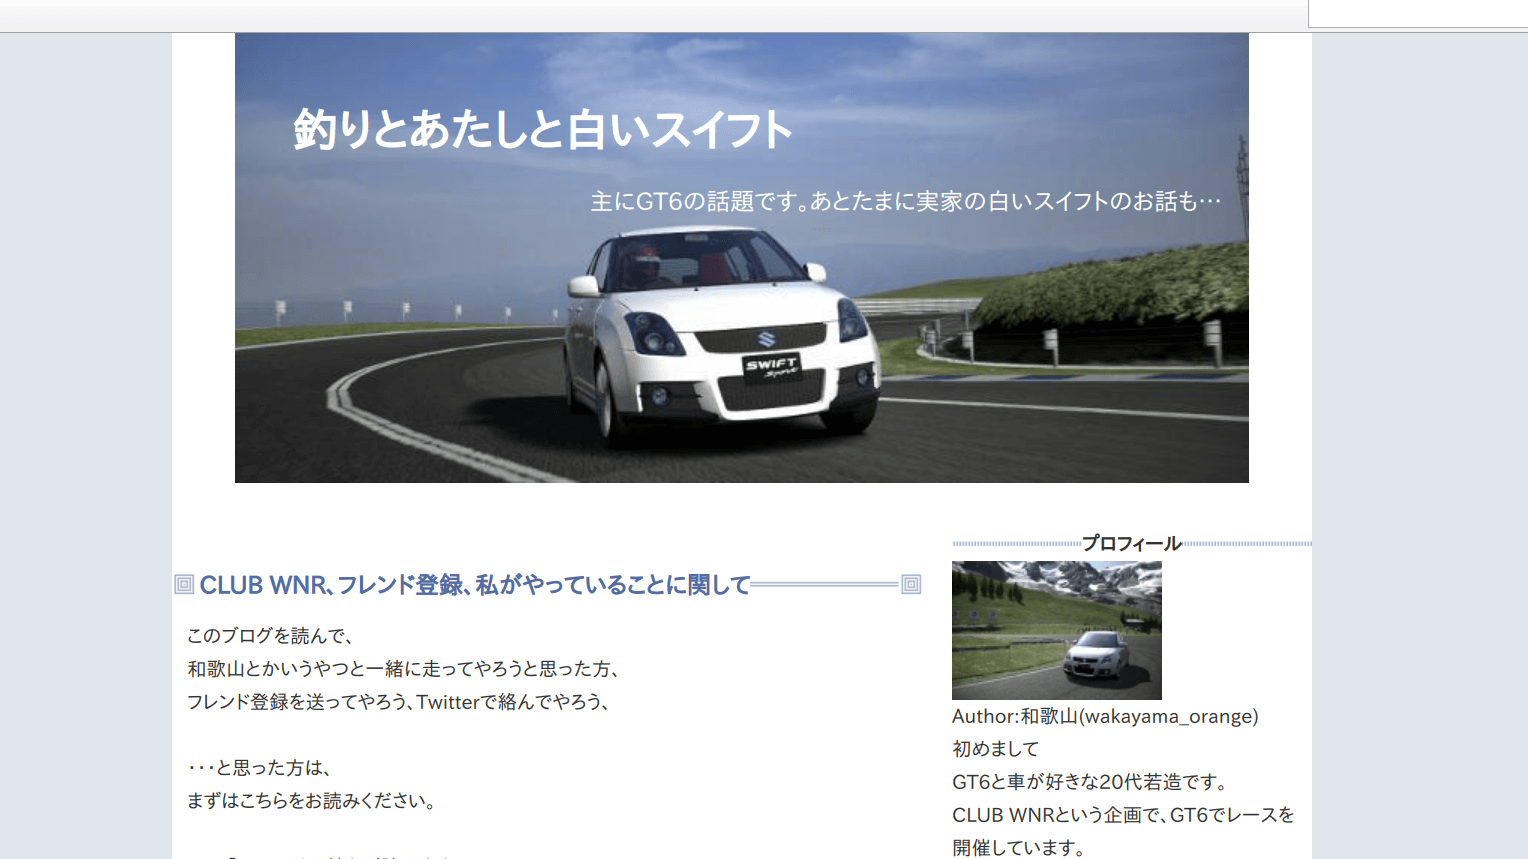 釣りとあたしと白いスイフト
主にGT6の話題です。あとたまに実家の白いスイフトのお話も…
SWIFT
Sport
プロフィール
CLUB WNR、フレンド登録、私がやっていることに関して
このブログを読んで、
和歌山とかいうやつと一緒に走ってやろうと思った方、
フレンド登録を送ってやろう、Twitterで絡んでやろう、
・・・と思った方は、
まずはこちらをお読みください。
Author:和歌山(wakayama_orange)
初めまして
GT6と車が好きな20代若造です。
CLUB WNRという企画で、GT6でレースを
開催しています。